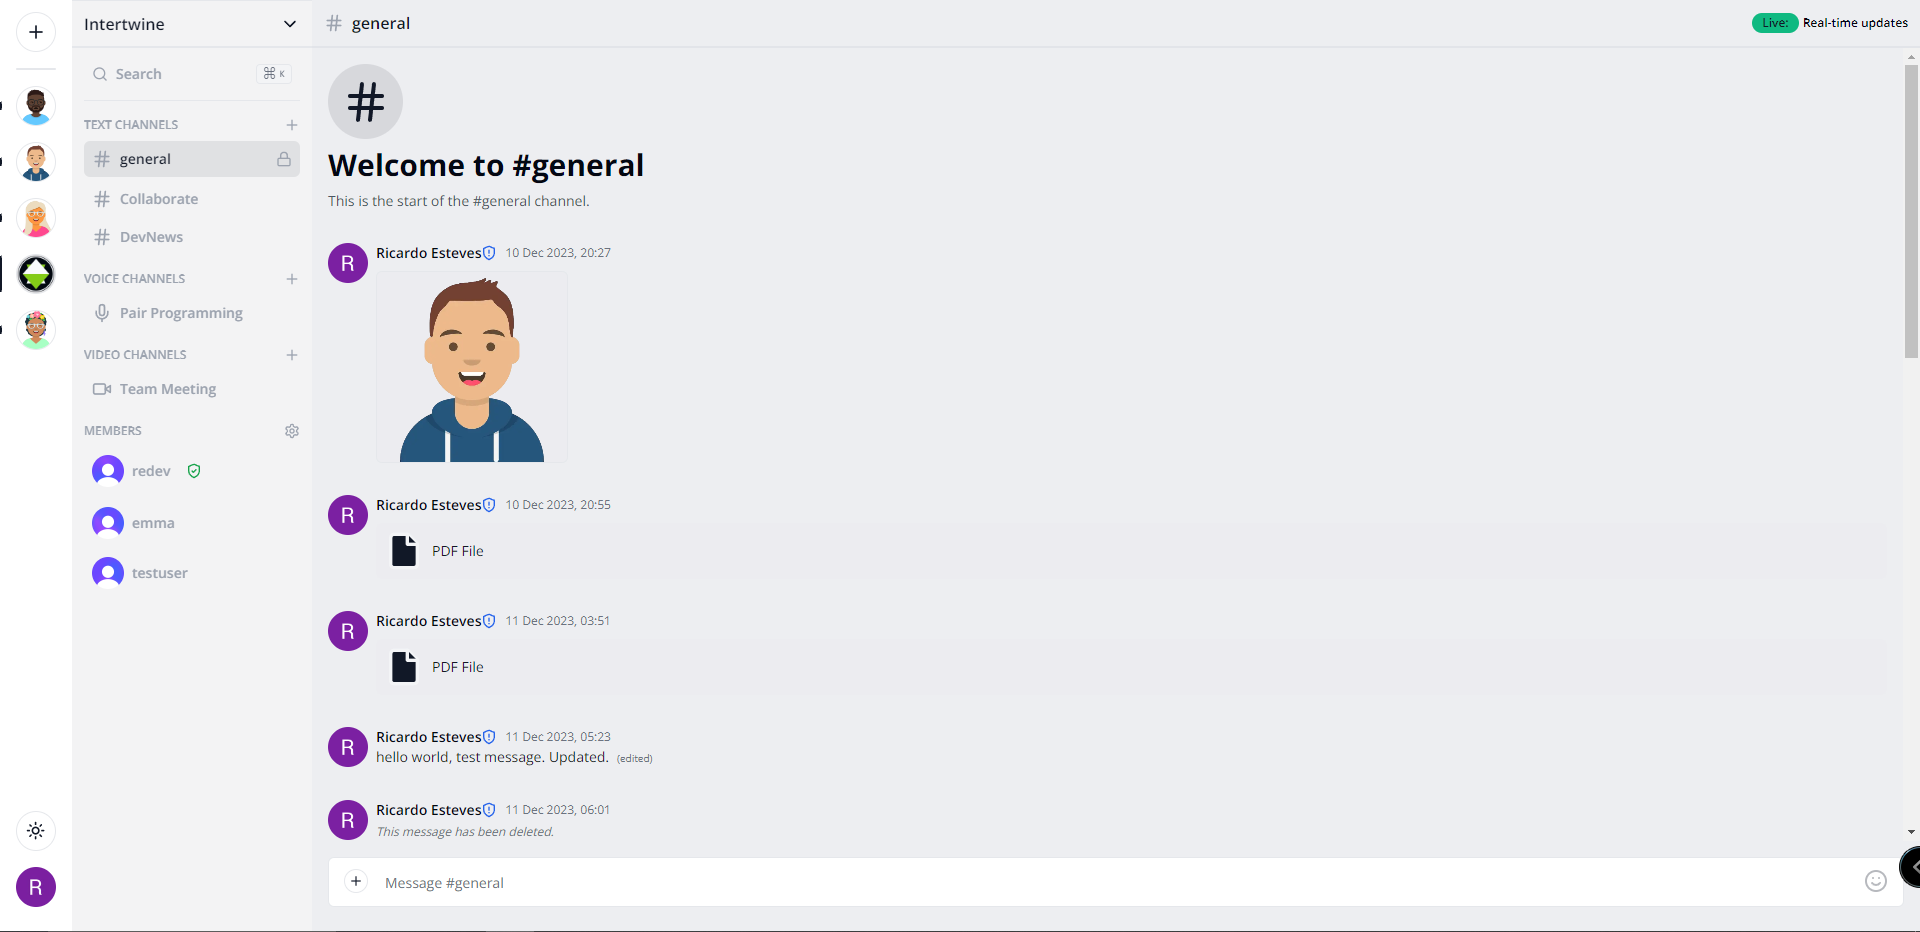 Intertwine
Search
⌘ K
TEXT CHANNELS
general
Collaborate
DevNews
VOICE CHANNELS
Pair Programming
VIDEO CHANNELS
Team Meeting
MEMBERS
redev
emma
testuser
R
# general
Live: Real-time updates
#
Welcome to #general
This is the start of the #general channel.
R
Ricardo Esteves 10 Dec 2023, 20:27
R
Ricardo Esteves 10 Dec 2023, 20:55
PDF File
R
Ricardo Esteves 11 Dec 2023, 03:51
PDF File
R
Ricardo Esteves 11 Dec 2023, 05:23
hello world, test message. Updated. (edited)
R
Ricardo Esteves 11 Dec 2023, 06:01
This message has been deleted.
Message #general